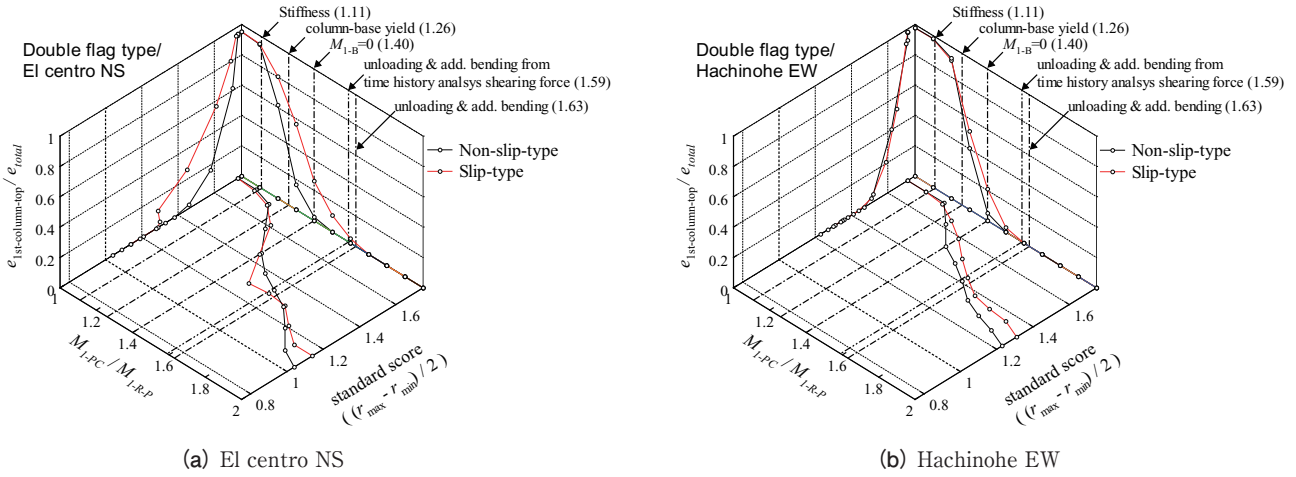 Double flag type/
El centro NS
Stiffness (1.11)
column-base yield (1.26)
M1-B=0 (1.40)
unloading & add. bending from
time history analsys shearing force (1.59)
unloading & add. bending (1.63)
Non-slip-type
Slip-type
e1st-column-top / etotal
1
0.8
0.6
0.4
0.2
0
1
1.2
1.4
1.6
1.8
2
M1-PC / M1-R-P
0.8
1
1.2
1.4
1.6
standard score
((rmax- rmin) / 2 )
(a) El centro NS
Double flag type/
Hachinohe EW
Stiffness (1.11)
column-base yield (1.26)
M1-B=0 (1.40)
unloading & add. bending from
time history analsys shearing force (1.59)
unloading & add. bending (1.63)
Non-slip-type
Slip-type
e1st-column-top / etotal
1
0.8
0.6
0.4
0.2
0
1
1.2
1.4
1.6
1.8
2
M1-PC / M1-R-P
0.8
1
1.2
1.4
1.6
standard score
((rmax- rmin) / 2 )
(b) Hachinohe EW